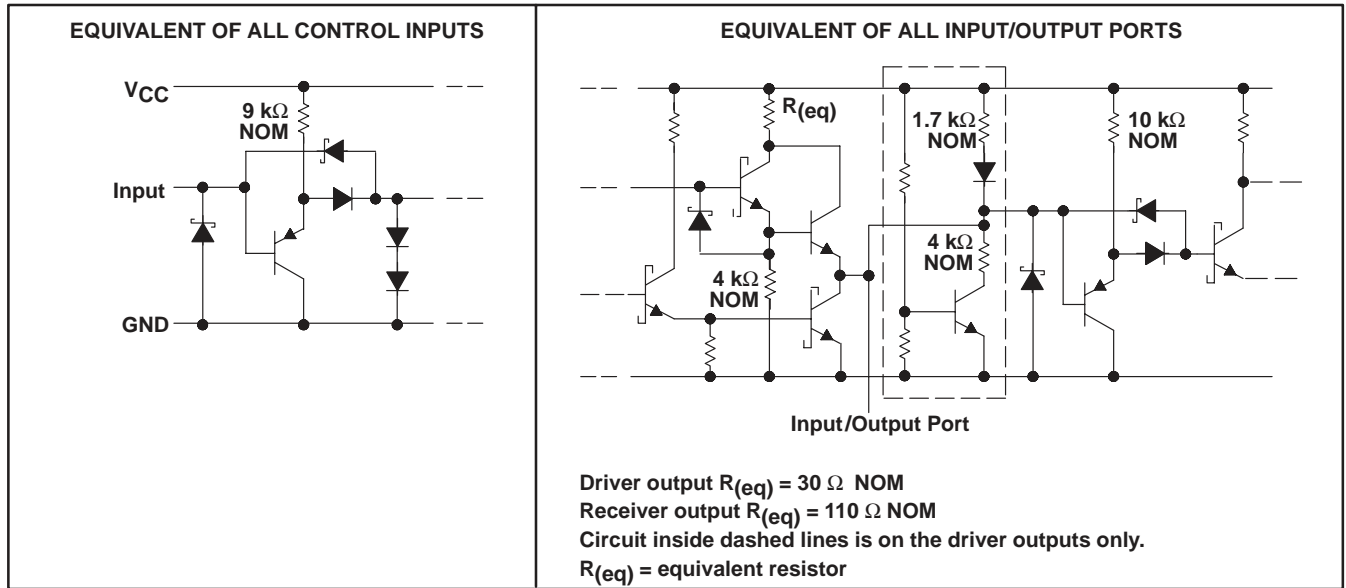 EQUIVALENT OF ALL CONTROL INPUTS
VCC
9 kΩ
NOM
Input
GND
EQUIVALENT OF ALL INPUT/OUTPUT PORTS
R(eq)
1.7 kΩ
NOM
10 kΩ
NOM
4 kΩ
NOM
4 kΩ
NOM
Input/Output Port
Driver output R(eq) = 30 Ω NOM
Receiver output R(eq) = 110 Ω NOM
Circuit inside dashed lines is on the driver outputs only.
R(eq) = equivalent resistor